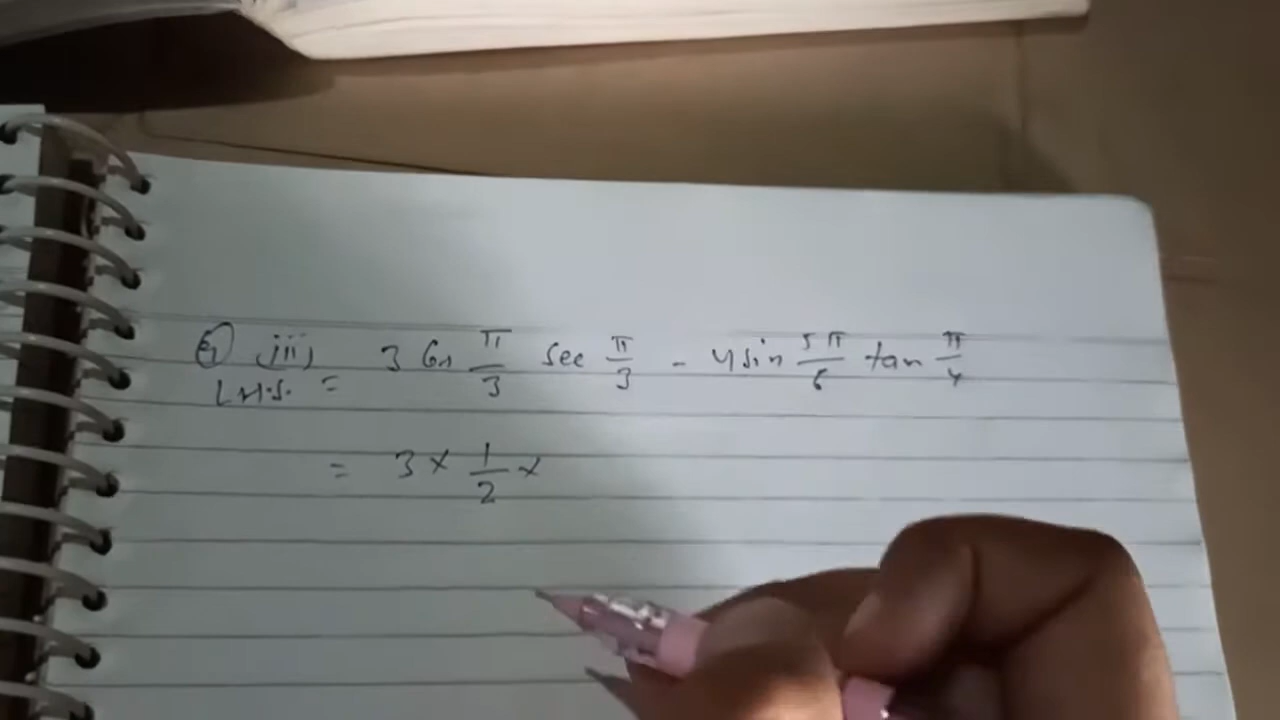 (iii) 3 Cos π/3 sec π/3 - 4 sin 5π/6 tan π/4
L.H.S. =
= 3 × 1/2 ×